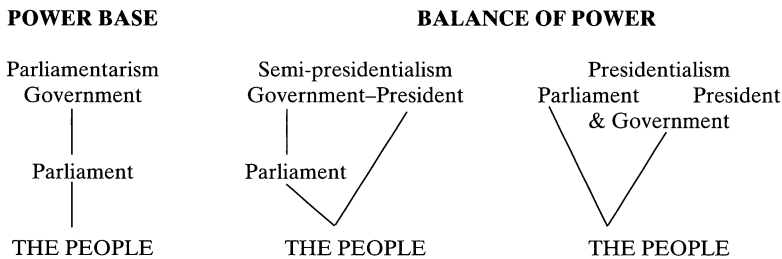 POWER BASE
BALANCE OF POWER
Parliamentarism
Government
Parliament
THE PEOPLE
Semi-presidentialism
Government–President
Parliament
THE PEOPLE
Presidentialism
Parliament President
& Government
THE PEOPLE